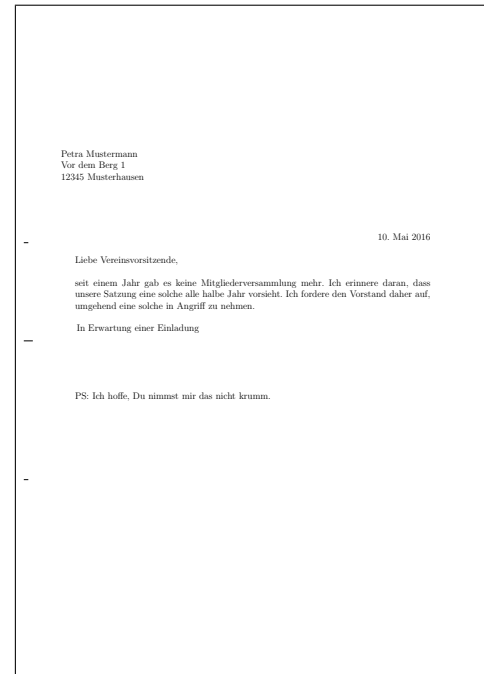 Petra Mustermann
Vor dem Berg 1
12345 Musterhausen
10. Mai 2016
Liebe Vereinsvorsitzende,
seit einem Jahr gab es keine Mitgliederversammlung mehr. Ich erinnere daran, dass
unsere Satzung eine solche alle halbe Jahr vorsieht. Ich fordere den Vorstand daher auf,
umgehend eine solche in Angriff zu nehmen.
In Erwartung einer Einladung
PS: Ich hoffe, Du nimmst mir das nicht krumm.